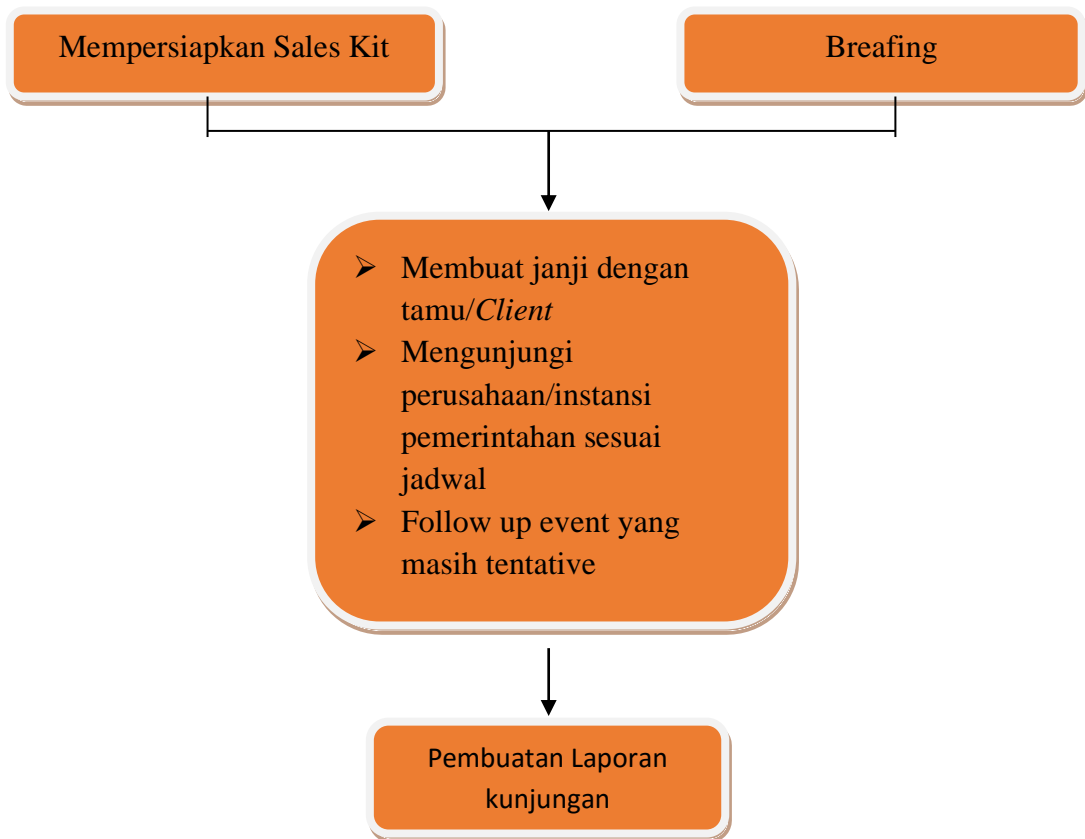 Mempersiapkan Sales Kit
Breafing
➢ Membuat janji dengan
tamu/Client
➢ Mengunjungi
perusahaan/instansi
pemerintahan sesuai
jadwal
➢ Follow up event yang
masih tentative
Pembuatan Laporan
kunjungan